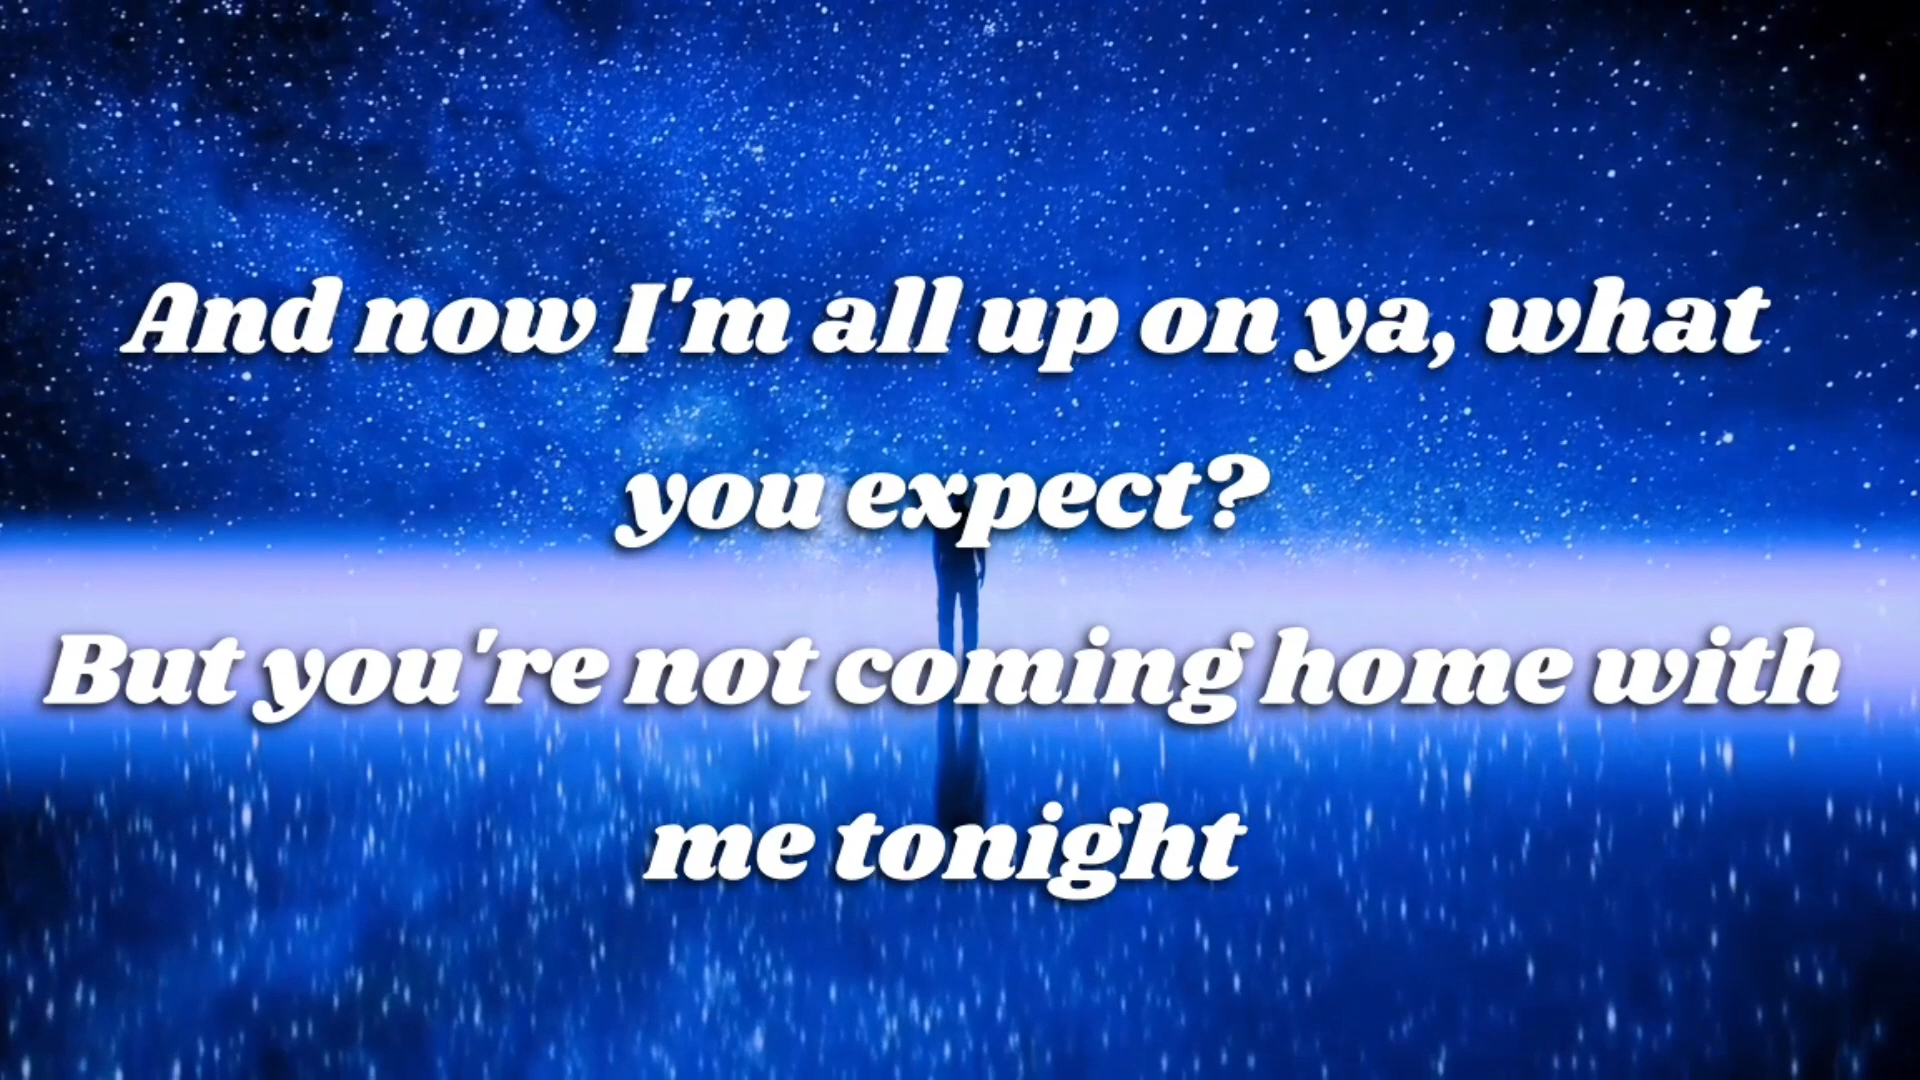 And now I'm all up on ya, what
you expect?
But you're not coming home with
me tonight